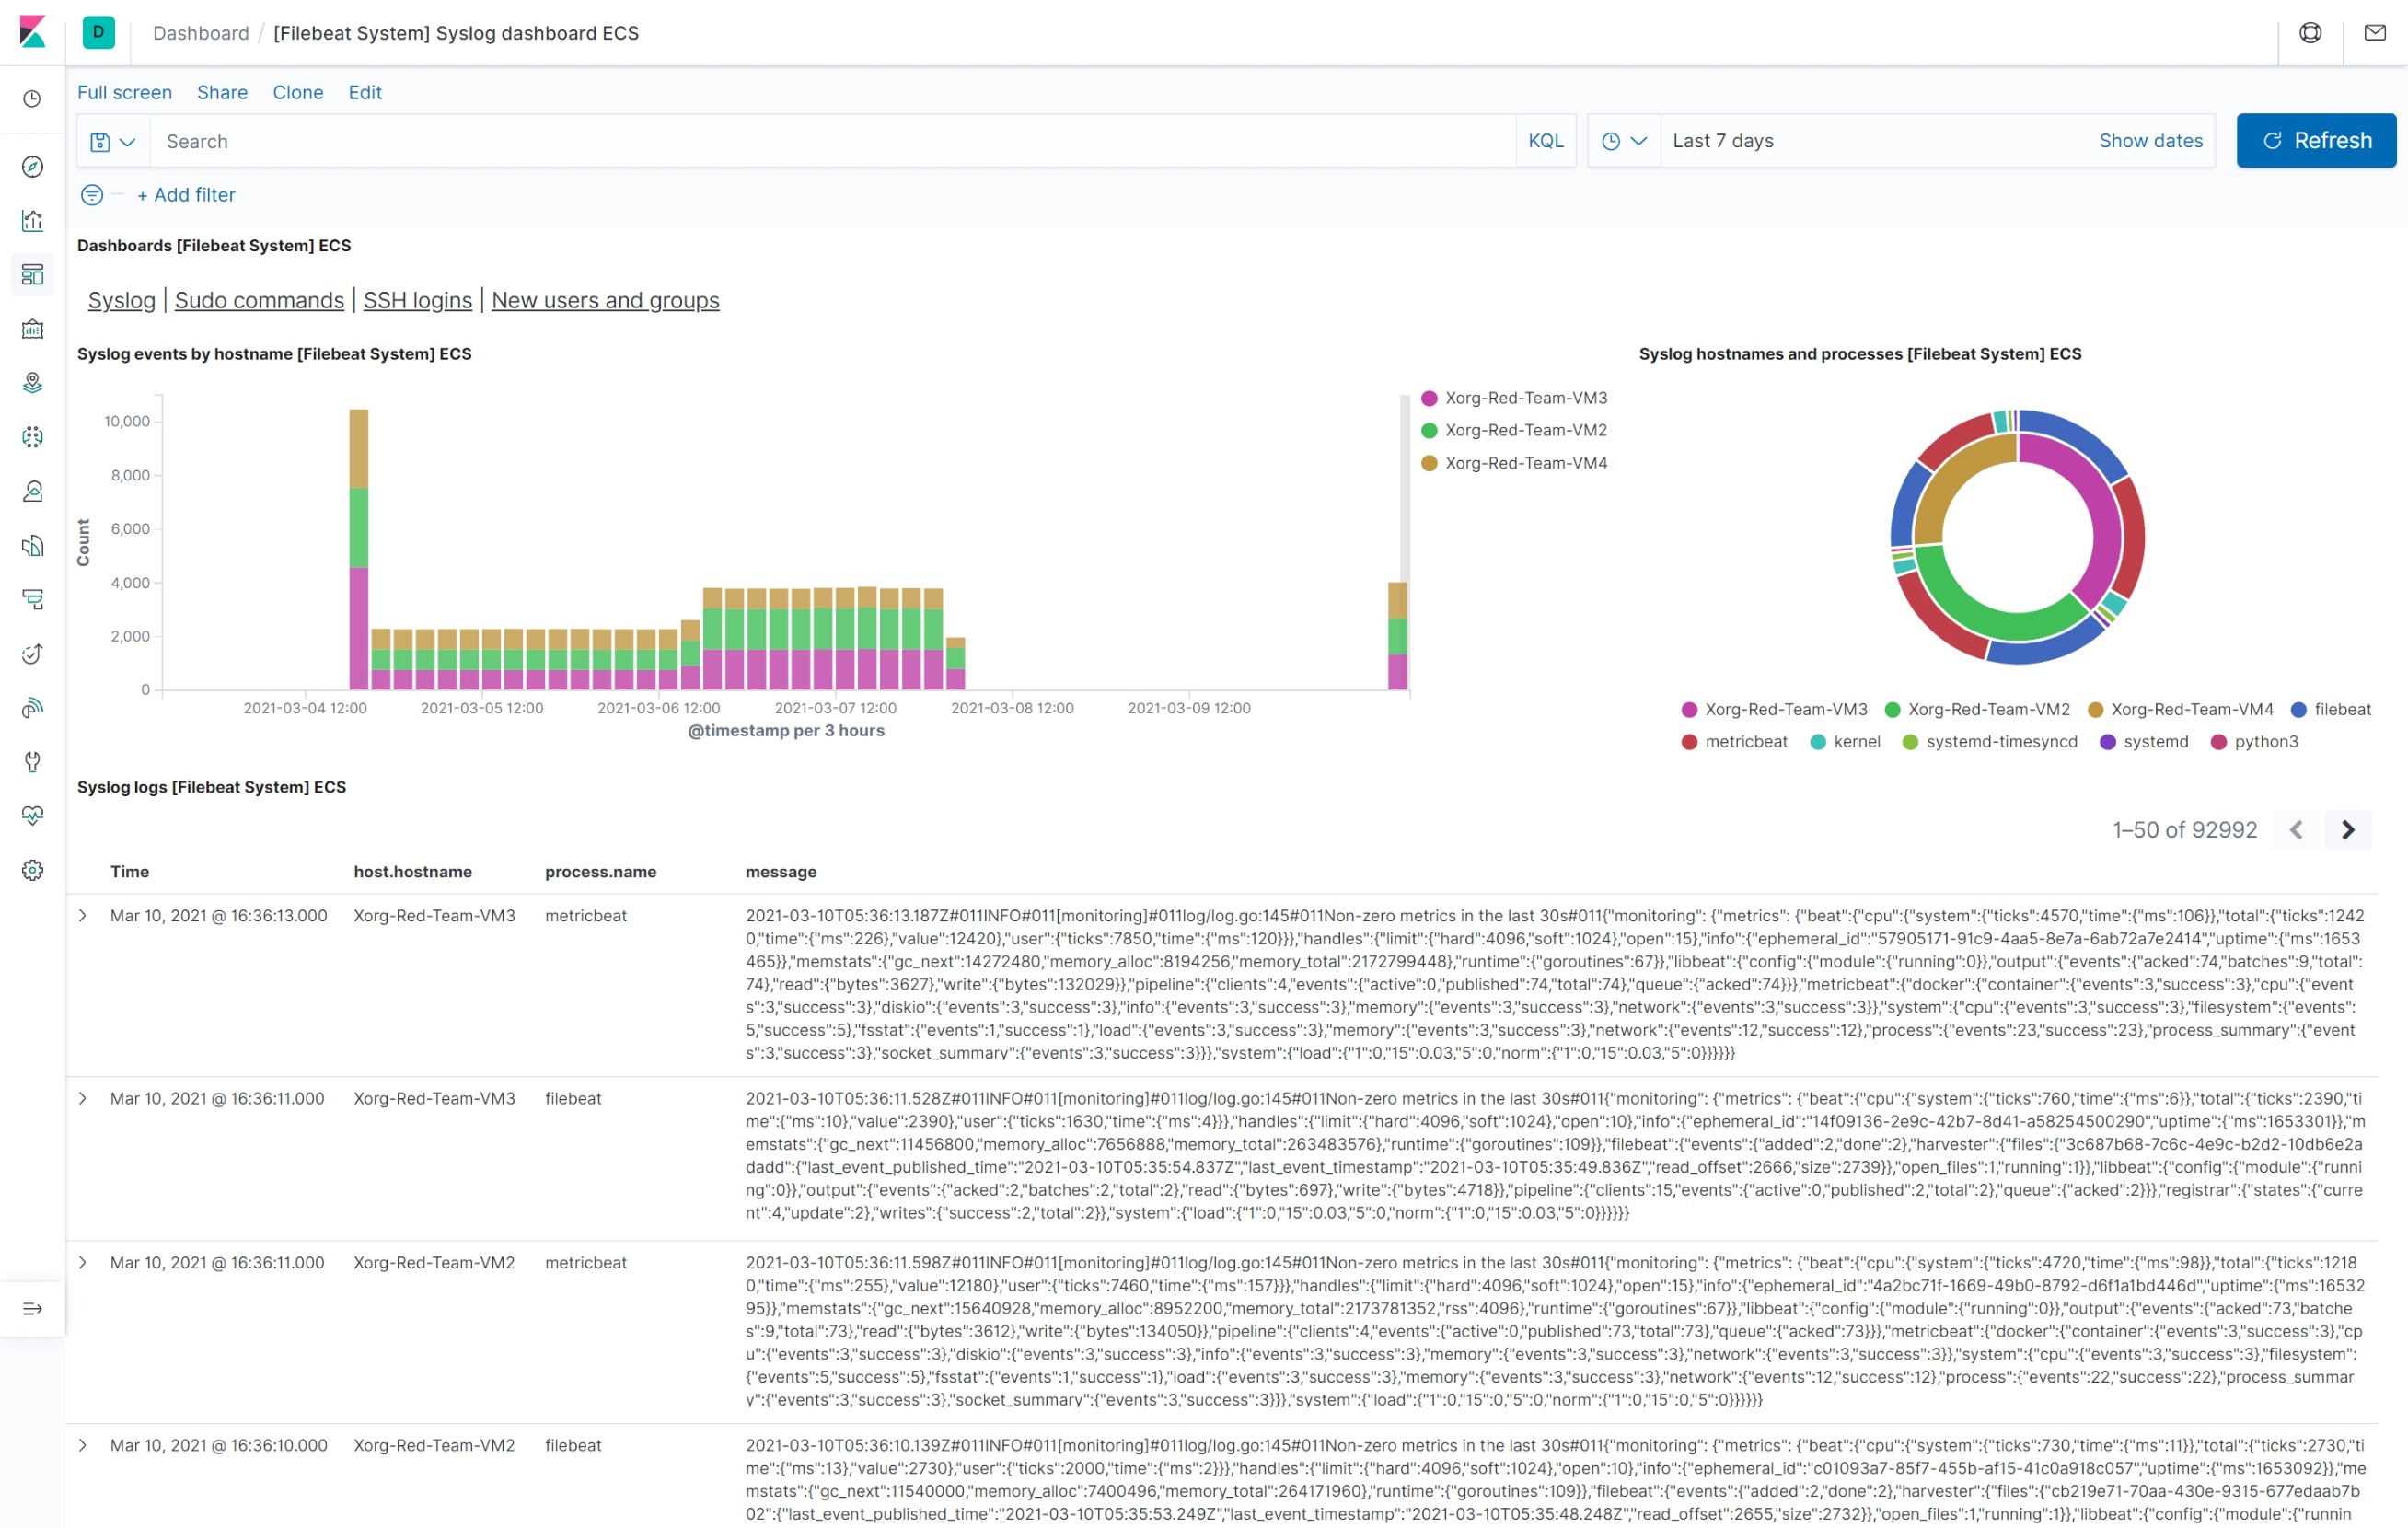 D Dashboard / [Filebeat System] Syslog dashboard ECS
Full screen Share Clone Edit
Search KQL Last 7 days Show dates Refresh
+ Add filter
Dashboards [Filebeat System] ECS
Syslog | Sudo commands | SSH logins | New users and groups
Syslog events by hostname [Filebeat System] ECS
10,000
8,000
6,000
4,000
2,000
0
Count
2021-03-04 12:00 2021-03-05 12:00 2021-03-06 12:00 2021-03-07 12:00 2021-03-08 12:00 2021-03-09 12:00
@timestamp per 3 hours
Xorg-Red-Team-VM3
Xorg-Red-Team-VM2
Xorg-Red-Team-VM4
Syslog hostnames and processes [Filebeat System] ECS
Xorg-Red-Team-VM3 Xorg-Red-Team-VM2 Xorg-Red-Team-VM4 filebeat
metricbeat kernel systemd-timesyncd systemd python3
Syslog logs [Filebeat System] ECS
1–50 of 92992
Time host.hostname process.name message
Mar 10, 2021 @ 16:36:13.000 Xorg-Red-Team-VM3 metricbeat 2021-03-10T05:36:13.187Z#011INFO#011[monitoring]#011log/log.go:145#011Non-zero metrics in the last 30s#011{"monitoring": {"metrics": {"beat":{"cpu":{"system":{"ticks":4570,"time":{"ms":106}},"total":{"ticks":1242
0,"time":{"ms":226},"value":12420},"user":{"ticks":7850,"time":{"ms":120}}},"handles":{"limit":{"hard":4096,"soft":1024},"open":15},"info":{"ephemeral_id":"57905171-91c9-4aa5-8e7a-6ab72a7e2414","uptime":{"ms":1653
465}},"memstats":{"gc_next":14272480,"memory_alloc":8194256,"memory_total":2172799448},"runtime":{"goroutines":67}},"libbeat":{"config":{"module":{"running":0}},"output":{"events":{"acked":74,"batches":9,"total":
74},"read":{"bytes":3627},"write":{"bytes":132029}},"pipeline":{"clients":4,"events":{"active":0,"published":74,"total":74},"queue":{"acked":74}}},"metricbeat":{"docker":{"container":{"events":3,"success":3},"cpu":{"event
s":3,"success":3},"diskio":{"events":3,"success":3},"info":{"events":3,"success":3},"memory":{"events":3,"success":3},"network":{"events":3,"success":3}},"system":{"cpu":{"events":3,"success":3},"filesystem":{"events":
5,"success":5},"fsstat":{"events":1,"success":1},"load":{"events":3,"success":3},"memory":{"events":3,"success":3},"network":{"events":12,"success":12},"process":{"events":23,"success":23},"process_summary":{"event
s":3,"success":3},"socket_summary":{"events":3,"success":3}}},"system":{"load":{"1":0,"15":0.03,"5":0,"norm":{"1":0,"15":0.03,"5":0}}}}}}
Mar 10, 2021 @ 16:36:11.000 Xorg-Red-Team-VM3 filebeat 2021-03-10T05:36:11.528Z#011INFO#011[monitoring]#011log/log.go:145#011Non-zero metrics in the last 30s#011{"monitoring": {"metrics": {"beat":{"cpu":{"system":{"ticks":760,"time":{"ms":6}},"total":{"ticks":2390,"ti
me":{"ms":10},"value":2390},"user":{"ticks":1630,"time":{"ms":4}}},"handles":{"limit":{"hard":4096,"soft":1024},"open":10},"info":{"ephemeral_id":"14f09136-2e9c-42b7-8d41-a58254500290","uptime":{"ms":1653301}},"m
emstats":{"gc_next":11456800,"memory_alloc":7656888,"memory_total":263483576},"runtime":{"goroutines":109}},"filebeat":{"events":{"added":2,"done":2},"harvester":{"files":{"3c687b68-7c6c-4e9c-b2d2-10db6e2a
dadd":{"last_event_published_time":"2021-03-10T05:35:54.837Z","last_event_timestamp":"2021-03-10T05:35:49.836Z","read_offset":2666,"size":2739}},"open_files":1,"running":1}},"libbeat":{"config":{"module":{"runni
ng":0}},"output":{"events":{"acked":2,"batches":2,"total":2},"read":{"bytes":697},"write":{"bytes":4718}},"pipeline":{"clients":15,"events":{"active":0,"published":2,"total":2},"queue":{"acked":2}}},"registrar":{"states":{"curre
nt":4,"update":2},"writes":{"success":2,"total":2}},"system":{"load":{"1":0,"15":0.03,"5":0,"norm":{"1":0,"15":0.03,"5":0}}}}}}
Mar 10, 2021 @ 16:36:11.000 Xorg-Red-Team-VM2 metricbeat 2021-03-10T05:36:11.598Z#011INFO#011[monitoring]#011log/log.go:145#011Non-zero metrics in the last 30s#011{"monitoring": {"metrics": {"beat":{"cpu":{"system":{"ticks":4720,"time":{"ms":98}},"total":{"ticks":1218
0,"time":{"ms":255},"value":12180},"user":{"ticks":7460,"time":{"ms":157}}},"handles":{"limit":{"hard":4096,"soft":1024},"open":15},"info":{"ephemeral_id":"4a2bc71f-1669-49b0-8792-d6f1a1bd446d","uptime":{"ms":16532
95}},"memstats":{"gc_next":15640928,"memory_alloc":8952200,"memory_total":2173781352,"rss":4096},"runtime":{"goroutines":67}},"libbeat":{"config":{"module":{"running":0}},"output":{"events":{"acked":73,"batche
s":9,"total":73},"read":{"bytes":3612},"write":{"bytes":134050}},"pipeline":{"clients":4,"events":{"active":0,"published":73,"total":73},"queue":{"acked":73}}},"metricbeat":{"docker":{"container":{"events":3,"success":3},"cp
u":{"events":3,"success":3},"diskio":{"events":3,"success":3},"info":{"events":3,"success":3},"memory":{"events":3,"success":3},"network":{"events":3,"success":3}},"system":{"cpu":{"events":3,"success":3},"filesystem":
{"events":5,"success":5},"fsstat":{"events":1,"success":1},"load":{"events":3,"success":3},"memory":{"events":3,"success":3},"network":{"events":12,"success":12},"process":{"events":22,"success":22},"process_summar
y":{"events":3,"success":3},"socket_summary":{"events":3,"success":3}}},"system":{"load":{"1":0,"15":0,"5":0,"norm":{"1":0,"15":0,"5":0}}}}}}
Mar 10, 2021 @ 16:36:10.000 Xorg-Red-Team-VM2 filebeat 2021-03-10T05:36:10.139Z#011INFO#011[monitoring]#011log/log.go:145#011Non-zero metrics in the last 30s#011{"monitoring": {"metrics": {"beat":{"cpu":{"system":{"ticks":730,"time":{"ms":11}},"total":{"ticks":2730,"ti
me":{"ms":13},"value":2730},"user":{"ticks":2000,"time":{"ms":2}}},"handles":{"limit":{"hard":4096,"soft":1024},"open":10},"info":{"ephemeral_id":"c01093a7-85f7-455b-af15-41c0a918c057","uptime":{"ms":1653092}},"me
mstats":{"gc_next":11540000,"memory_alloc":7400496,"memory_total":264171960},"runtime":{"goroutines":109}},"filebeat":{"events":{"added":2,"done":2},"harvester":{"files":{"cb219e71-70aa-430e-9315-677edaab7b
02":{"last_event_published_time":"2021-03-10T05:35:53.249Z","last_event_timestamp":"2021-03-10T05:35:48.248Z","read_offset":2655,"size":2732}},"open_files":1,"running":1}},"libbeat":{"config":{"module":{"runnin